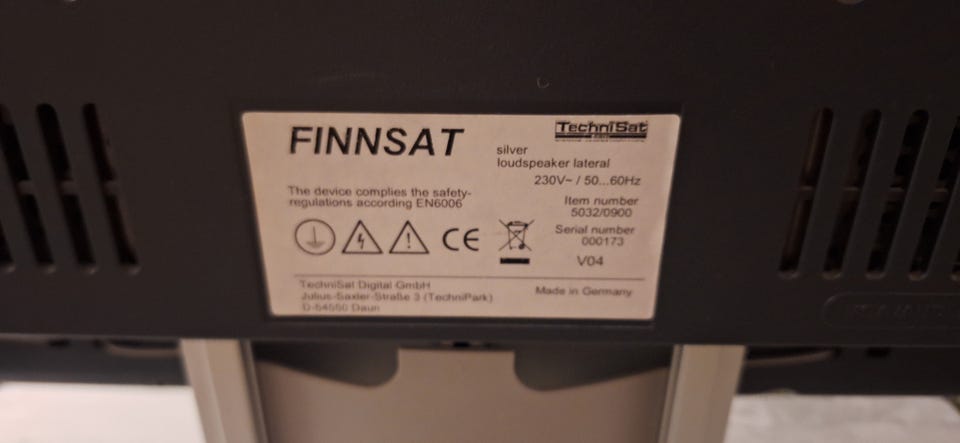 FINNSAT
TechniSat
silver
loudspeaker lateral
230V~ / 50...60Hz
The device complies the safety-
regulations according EN6006
Item number
5032/0900
Serial number
000173
CE
V04
TechniSat Digital GmbH
Julius-Saxler-Straße 3 (TechniPark)
D-54550 Daun
Made in Germany